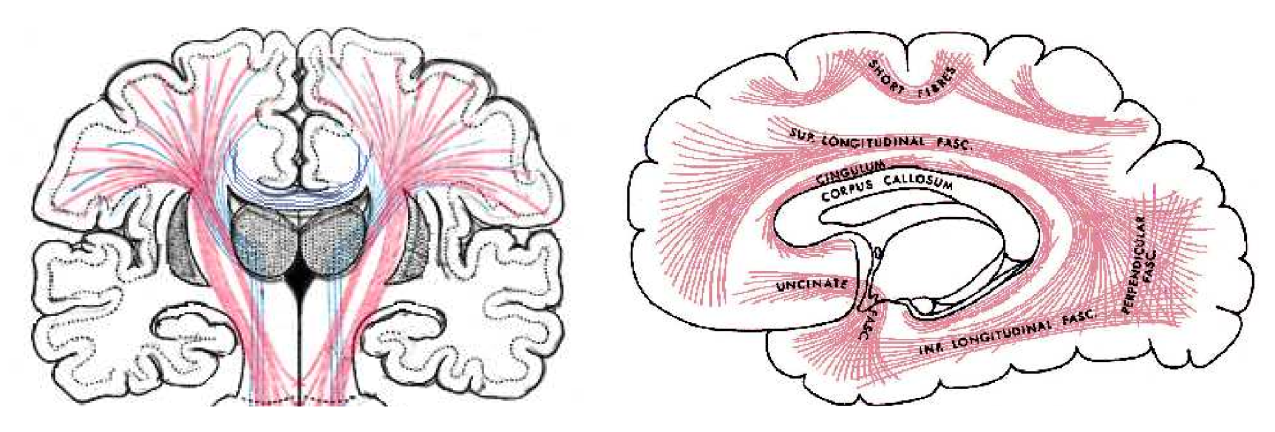 SHORT FIBRES
SUP. LONGITUDINAL FASC.
CINGULUM
CORPUS CALLOSUM
UNCINATE
FASC.
PERPENDICULAR
FASC.
INF. LONGITUDINAL FASC.